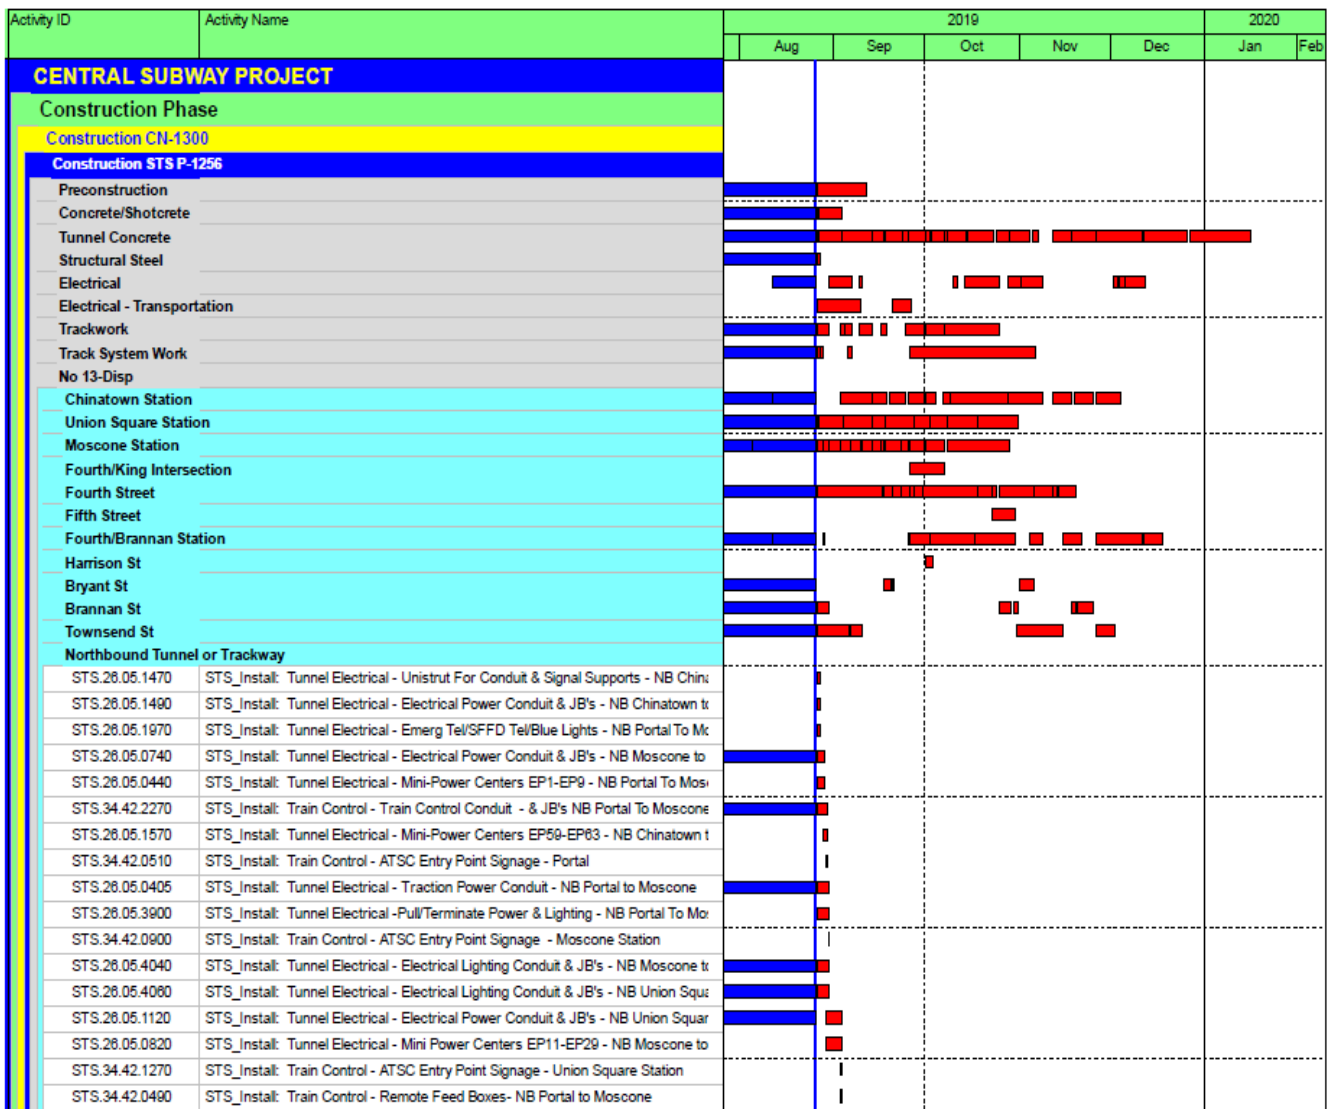 Activity ID Activity Name 2019 2020
Aug Sep Oct Nov Dec Jan Feb
CENTRAL SUBWAY PROJECT
Construction Phase
Construction CN-1300
Construction STS P-1256
Preconstruction
Concrete/Shotcrete
Tunnel Concrete
Structural Steel
Electrical
Electrical - Transportation
Trackwork
Track System Work
No 13-Disp
Chinatown Station
Union Square Station
Moscone Station
Fourth/King Intersection
Fourth Street
Fifth Street
Fourth/Brannan Station
Harrison St
Bryant St
Brannan St
Townsend St
Northbound Tunnel or Trackway
STS.26.05.1470 STS_Install: Tunnel Electrical - Unistrut For Conduit & Signal Supports - NB China
STS.26.05.1490 STS_Install: Tunnel Electrical - Electrical Power Conduit & JB's - NB Chinatown to
STS.26.05.1970 STS_Install: Tunnel Electrical - Emerg Tel/SFFD Tel/Blue Lights - NB Portal To Mo
STS.26.05.0740 STS_Install: Tunnel Electrical - Electrical Power Conduit & JB's - NB Moscone to
STS.26.05.0440 STS_Install: Tunnel Electrical - Mini-Power Centers EP1-EP9 - NB Portal To Mos
STS.34.42.2270 STS_Install: Train Control - Train Control Conduit - & JB's NB Portal To Moscone
STS.26.05.1570 STS_Install: Tunnel Electrical - Mini-Power Centers EP59-EP63 - NB Chinatown t
STS.34.42.0510 STS_Install: Train Control - ATSC Entry Point Signage - Portal
STS.26.05.0405 STS_Install: Tunnel Electrical - Traction Power Conduit - NB Portal to Moscone
STS.26.05.3900 STS_Install: Tunnel Electrical -Pull/Terminate Power & Lighting - NB Portal To Mo
STS.34.42.0900 STS_Install: Train Control - ATSC Entry Point Signage - Moscone Station
STS.26.05.4040 STS_Install: Tunnel Electrical - Electrical Lighting Conduit & JB's - NB Moscone to
STS.26.05.4060 STS_Install: Tunnel Electrical - Electrical Lighting Conduit & JB's - NB Union Squa
STS.26.05.1120 STS_Install: Tunnel Electrical - Electrical Power Conduit & JB's - NB Union Squar
STS.26.05.0820 STS_Install: Tunnel Electrical - Mini Power Centers EP11-EP29 - NB Moscone to
STS.34.42.1270 STS_Install: Train Control - ATSC Entry Point Signage - Union Square Station
STS.34.42.0490 STS_Install: Train Control - Remote Feed Boxes- NB Portal to Moscone